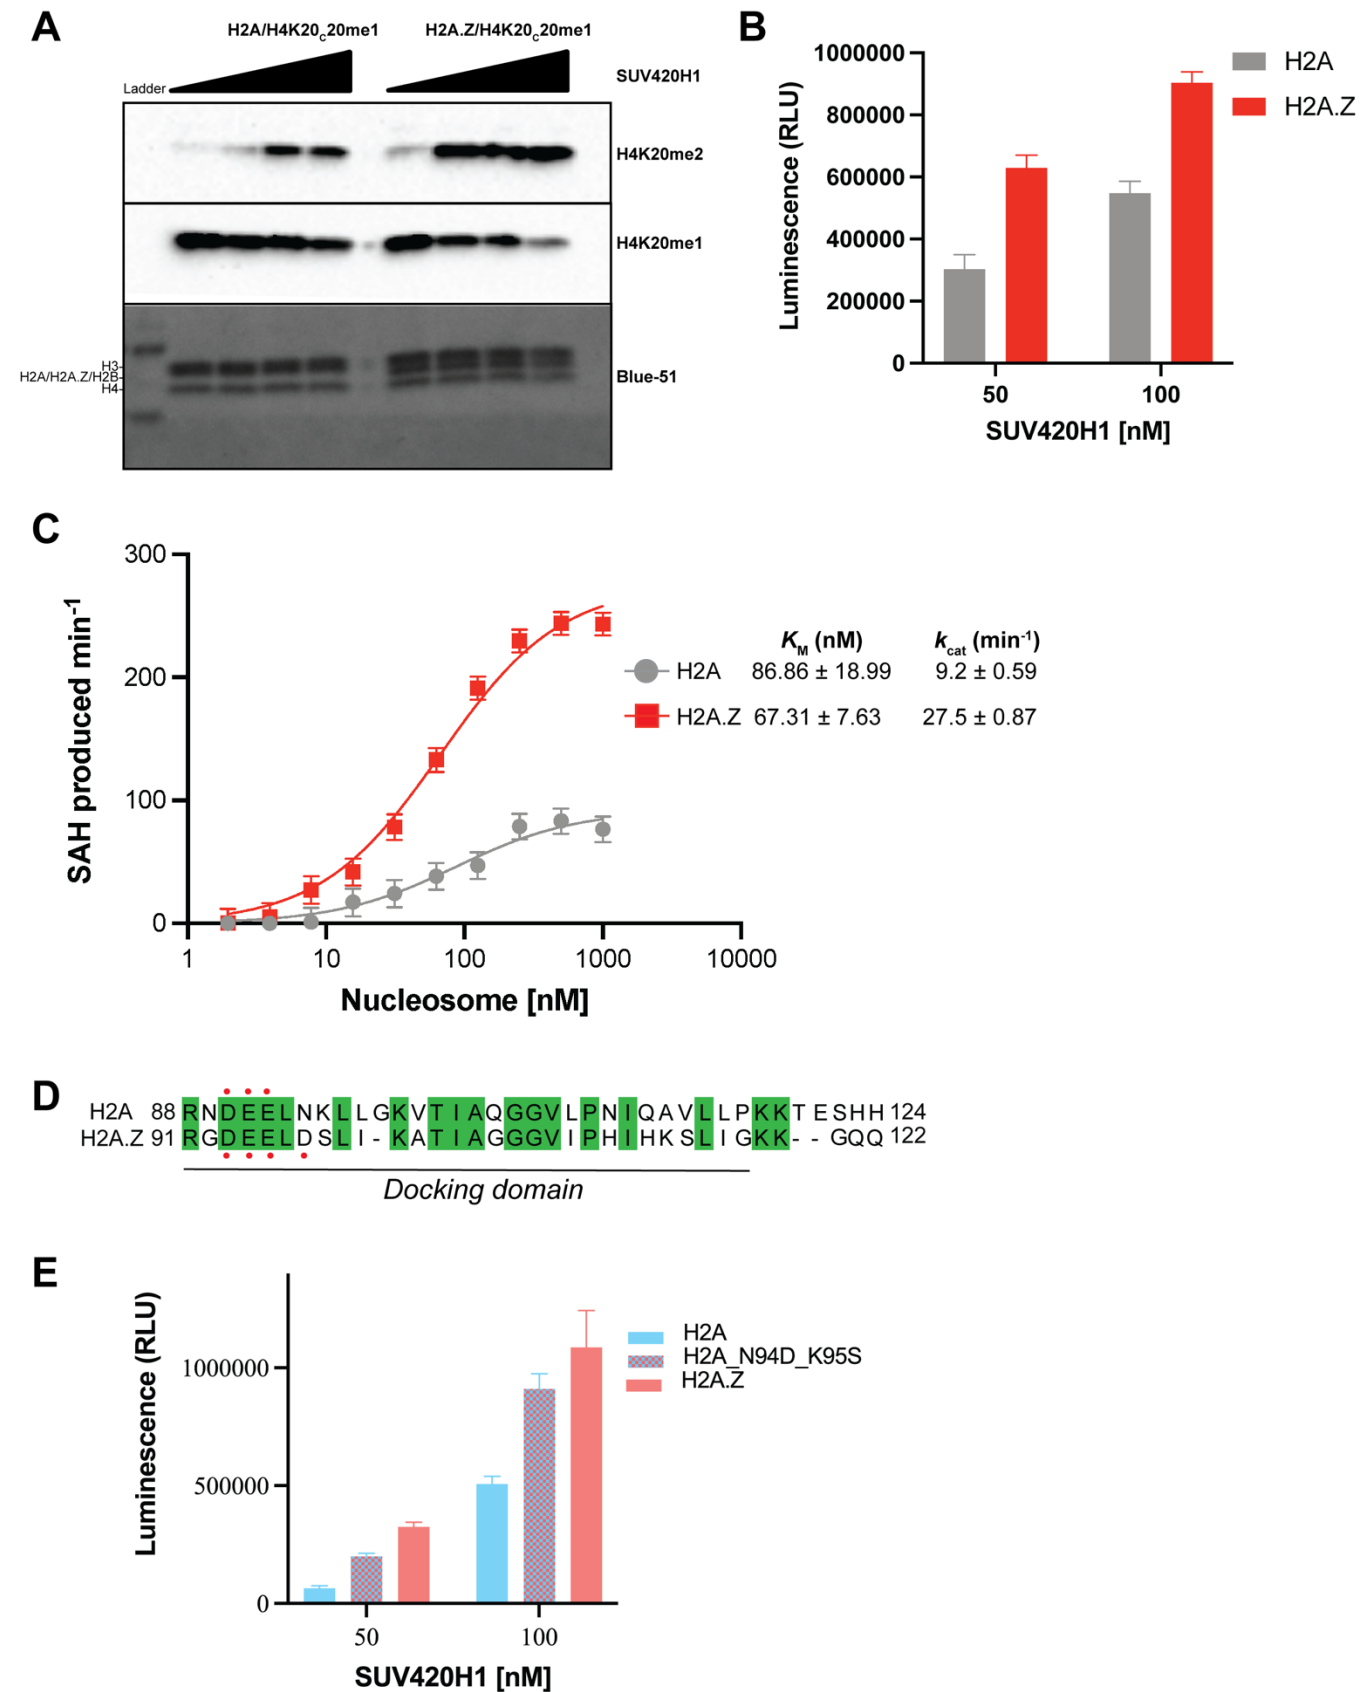 A
H2A/H4K20c20me1 H2A.Z/H4K20c20me1
Ladder
SUV420H1
H4K20me2
H4K20me1
H3
H2A/H2A.Z/H2B
H4
Blue-51
B
1000000
800000
600000
400000
200000
0
Luminescence (RLU)
50 100
SUV420H1 [nM]
H2A
H2A.Z
C
300
200
100
0
SAH produced min-1
1 10 100 1000 10000
Nucleosome [nM]
KM (nM) kcat (min-1)
H2A 86.86 ± 18.99 9.2 ± 0.59
H2A.Z 67.31 ± 7.63 27.5 ± 0.87
D
H2A 88 RNDEELNKLLGKVTIAQGGVLPNIQAVLLPKKTESHH 124
H2A.Z 91 RGDEELDSLI-KATIAGGGVIPHIHKSLIGKK--GQQ 122
Docking domain
E
1000000
500000
0
Luminescence (RLU)
50 100
SUV420H1 [nM]
H2A
H2A_N94D_K95S
H2A.Z